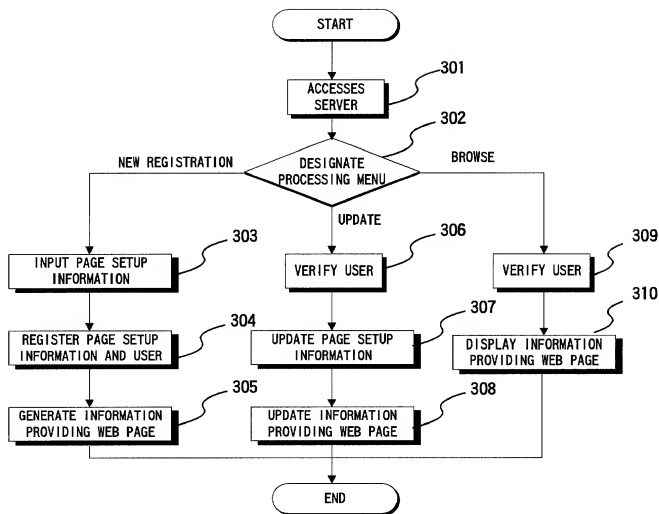 START
301
ACCESSES
SERVER
302
DESIGNATE
PROCESSING MENU
NEW REGISTRATION
BROWSE
UPDATE
303
INPUT PAGE SETUP
INFORMATION
306
VERIFY USER
309
VERIFY USER
304
REGISTER PAGE SETUP
INFORMATION AND USER
307
UPDATE PAGE SETUP
INFORMATION
310
DISPLAY INFORMATION
PROVIDING WEB PAGE
305
GENERATE INFORMATION
PROVIDING WEB PAGE
308
UPDATE INFORMATION
PROVIDING WEB PAGE
END